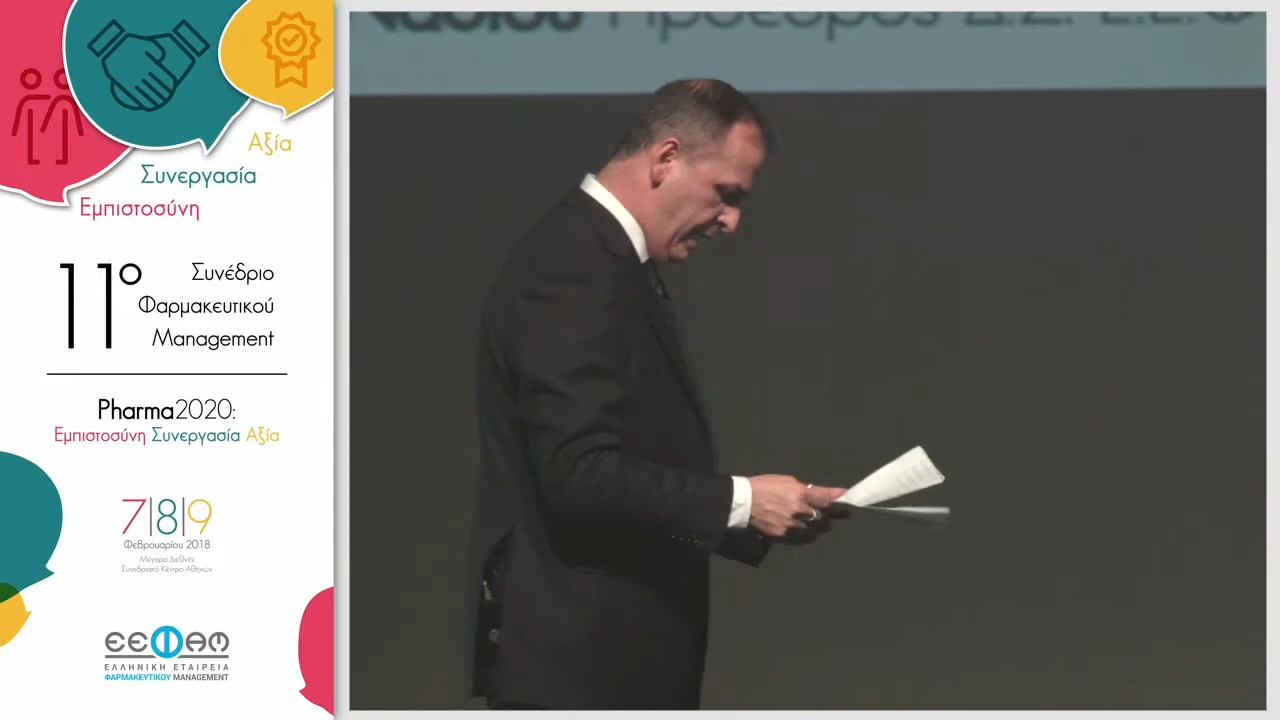 Αξία
Συνεργασία
Εμπιστοσύνη
11ο Συνέδριο
Φαρμακευτικού
Management
Pharma2020:
Εμπιστοσύνη Συνεργασία Αξία
7|8|9
Φεβρουαρίου 2018
Μέγαρο Διεθνές
Συνεδριακό Κέντρο Αθηνών
ΕΕΦΑΜ
ΕΛΛΗΝΙΚΗ ΕΤΑΙΡΕΙΑ
ΦΑΡΜΑΚΕΥΤΙΚΟΥ MANAGEMENT
Πρόεδρος Δ.Σ.